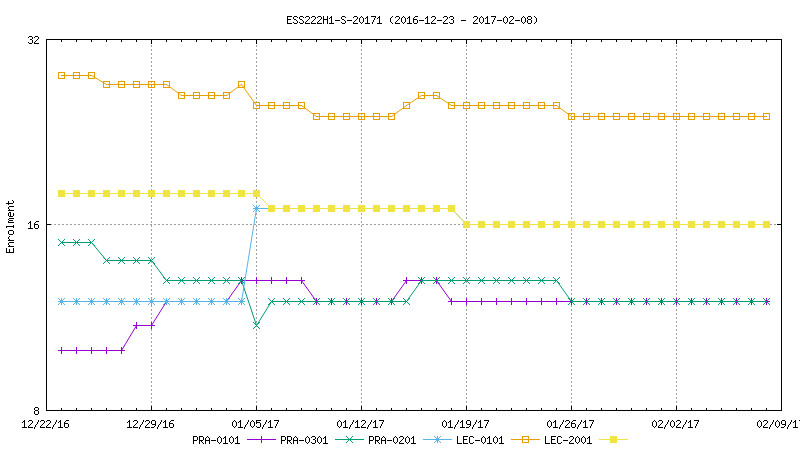 ESS222H1-S-20171 (2016-12-23 - 2017-02-08)
32
Enrolment
16
8
12/22/16 12/29/16 01/05/17 01/12/17 01/19/17 01/26/17 02/02/17 02/09/17
PRA-0101 PRA-0301 PRA-0201 LEC-0101 LEC-2001